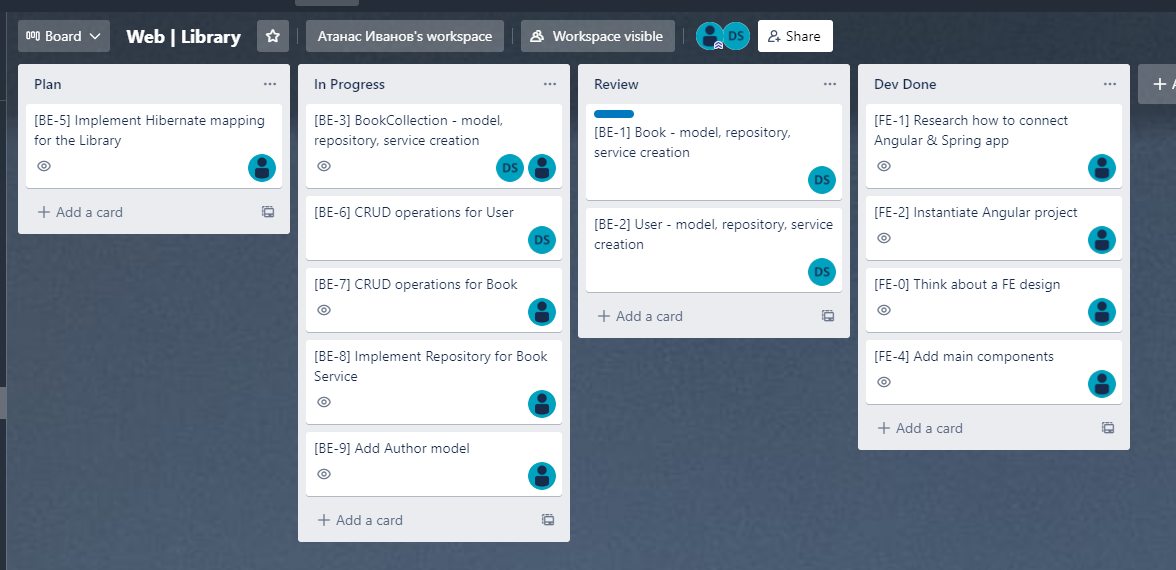 Board
Web | Library
Атанас Иванов's workspace
Workspace visible
DS
Share
Plan
[BE-5] Implement Hibernate mapping
for the Library
Add a card
In Progress
[BE-3] BookCollection - model,
repository, service creation
DS
[BE-6] CRUD operations for User
DS
[BE-7] CRUD operations for Book
[BE-8] Implement Repository for Book
Service
[BE-9] Add Author model
Add a card
Review
[BE-1] Book - model, repository,
service creation
DS
[BE-2] User - model, repository, service
creation
DS
Add a card
Dev Done
[FE-1] Research how to connect
Angular & Spring app
[FE-2] Instantiate Angular project
[FE-0] Think about a FE design
[FE-4] Add main components
Add a card